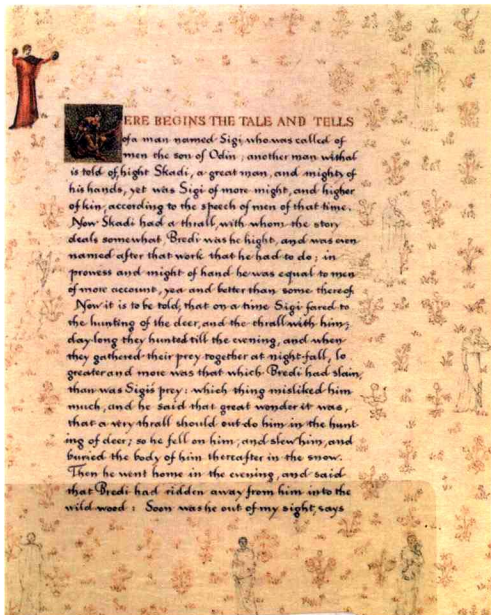 HERE BEGINS THE TALE AND TELLS
of a man named Sigi who was called of
men the son of Odin; another man withal
is told of, hight Skadi, a great man, and mighty of
his hands, yet was Sigi of more might, and higher
of kin, according to the speech of men of that time.
Now Skadi had a thrall, with whom the story
deals somewhat, Bredi was he hight, and was even
named after that work that he had to do; in
prowess and might of hand he was equal to men
of more account, yea and better than some thereof.
Now it is to be told, that on a time Sigi fared to
the hunting of the deer, and the thrall with him;
day-long they hunted till the evening, and when
they gathered their prey together at night-fall, lo
greater and more was that which Bredi had slain,
than was Sigi's prey: which thing misliked him
much, and he said that great wonder it was,
that a very thrall should out-do him in the hunt
ing of deer; so he fell on him, and slew him, and
buried the body of him thereafter in the snow.
Then he went home in the evening, and said
that Bredi had ridden away from him into the
wild wood: Soon was he out of my sight, says